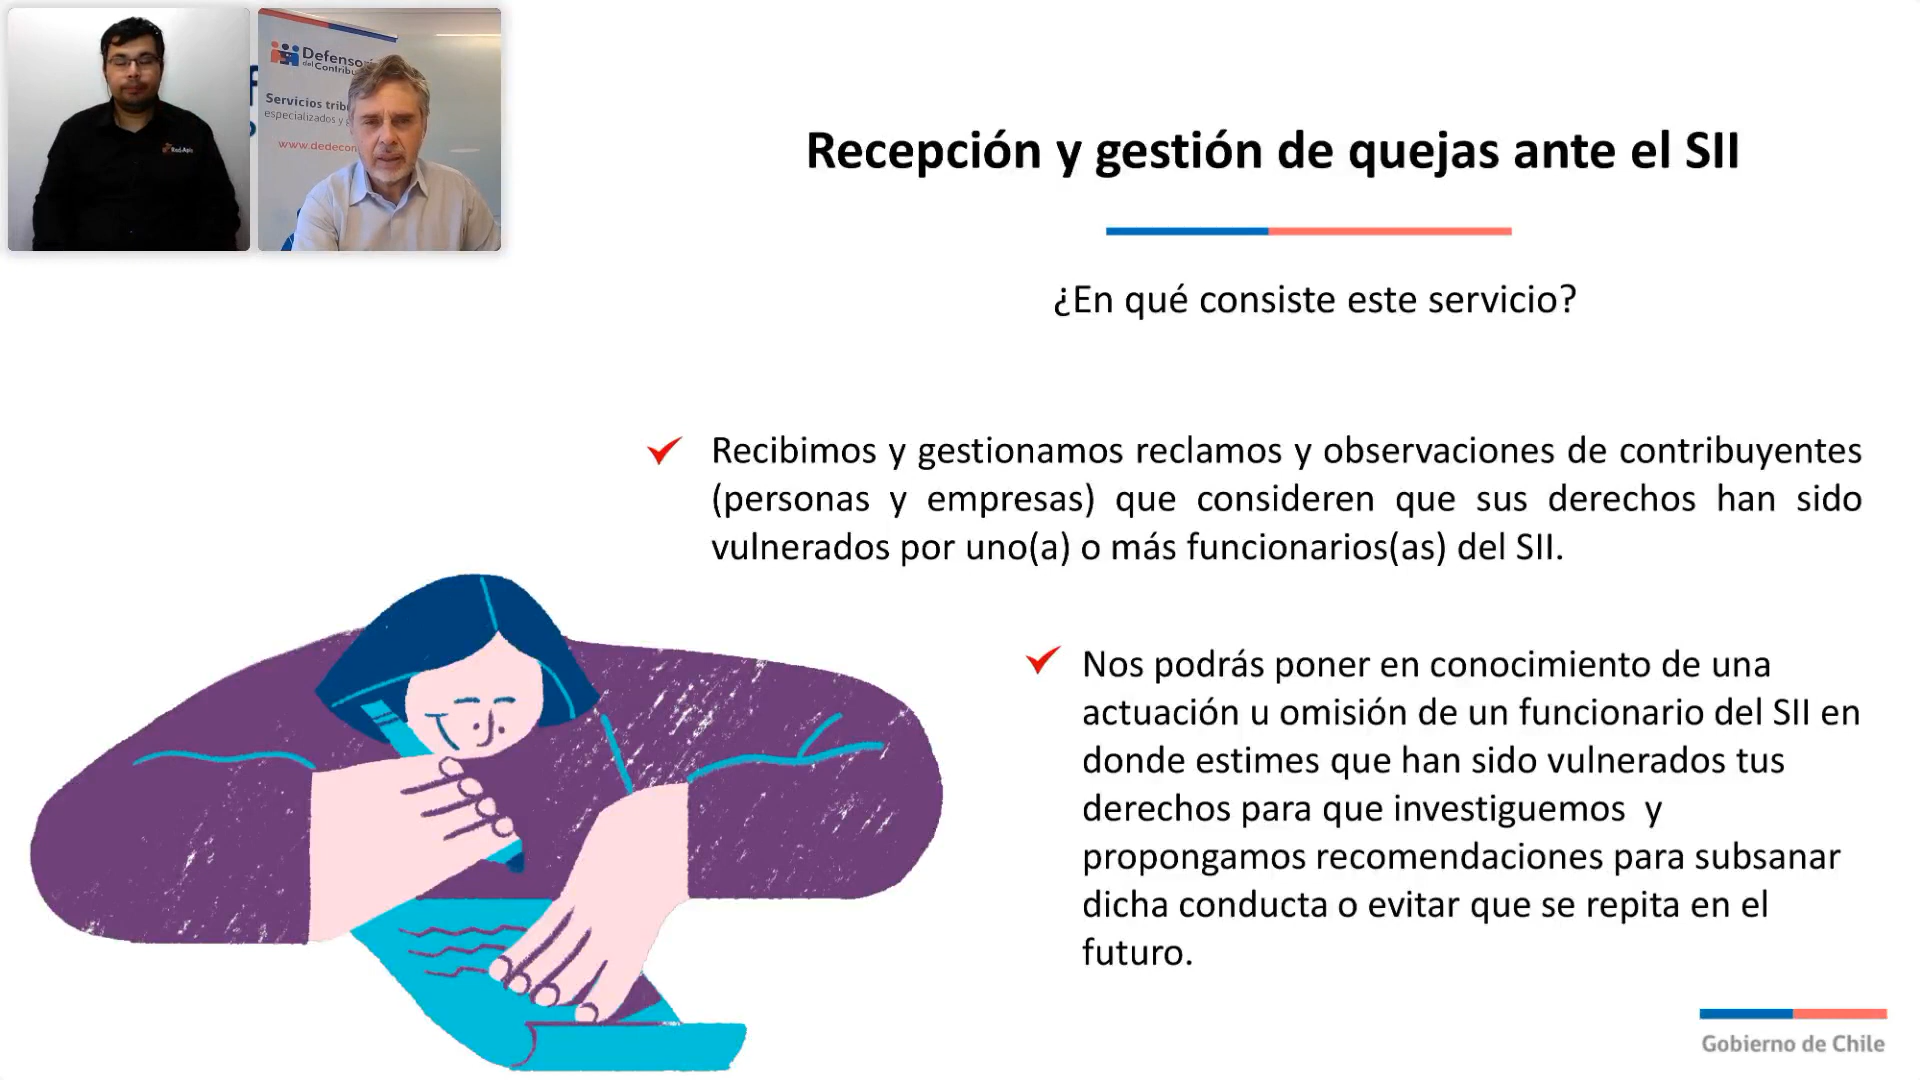 Defensor
del Contribu
Servicios trib
especializados y g
www.dedecon
Recepción y gestión de quejas ante el SII
¿En qué consiste este servicio?
Recibimos y gestionamos reclamos y observaciones de contribuyentes
(personas y empresas) que consideren que sus derechos han sido
vulnerados por uno(a) o más funcionarios(as) del SII.
Nos podrás poner en conocimiento de una
actuación u omisión de un funcionario del SII en
donde estimes que han sido vulnerados tus
derechos para que investiguemos y
propongamos recomendaciones para subsanar
dicha conducta o evitar que se repita en el
futuro.
Gobierno de Chile